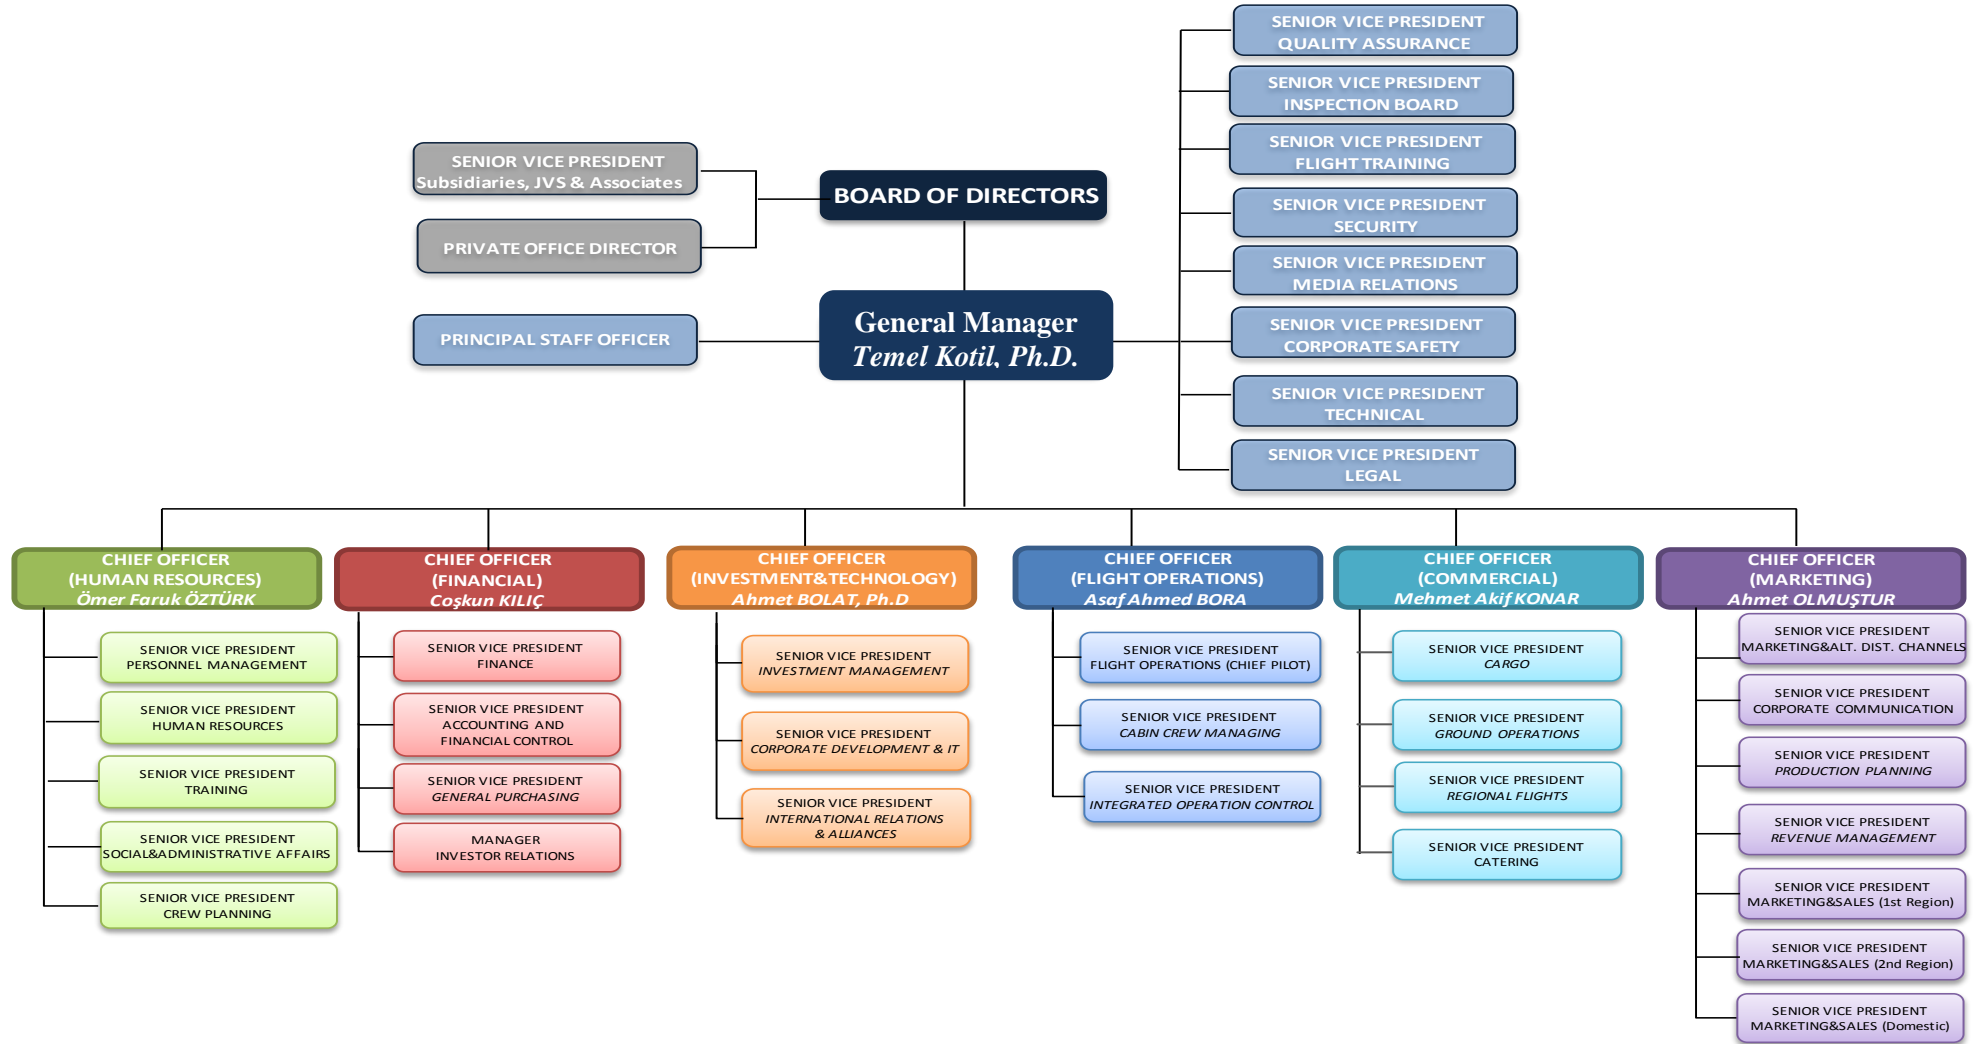 SENIOR VICE PRESIDENT
QUALITY ASSURANCE
SENIOR VICE PRESIDENT
INSPECTION BOARD
SENIOR VICE PRESIDENT
FLIGHT TRAINING
SENIOR VICE PRESIDENT
SECURITY
SENIOR VICE PRESIDENT
MEDIA RELATIONS
SENIOR VICE PRESIDENT
CORPORATE SAFETY
SENIOR VICE PRESIDENT
TECHNICAL
SENIOR VICE PRESIDENT
LEGAL
SENIOR VICE PRESIDENT
Subsidiaries, JVS & Associates
PRIVATE OFFICE DIRECTOR
BOARD OF DIRECTORS
PRINCIPAL STAFF OFFICER
General Manager
Temel Kotil, Ph.D.
CHIEF OFFICER
(HUMAN RESOURCES)
Ömer Faruk ÖZTÜRK
SENIOR VICE PRESIDENT
PERSONNEL MANAGEMENT
SENIOR VICE PRESIDENT
HUMAN RESOURCES
SENIOR VICE PRESIDENT
TRAINING
SENIOR VICE PRESIDENT
SOCIAL&ADMINISTRATIVE AFFAIRS
SENIOR VICE PRESIDENT
CREW PLANNING
CHIEF OFFICER
(FINANCIAL)
Coşkun KILIÇ
SENIOR VICE PRESIDENT
FINANCE
SENIOR VICE PRESIDENT
ACCOUNTING AND
FINANCIAL CONTROL
SENIOR VICE PRESIDENT
GENERAL PURCHASING
MANAGER
INVESTOR RELATIONS
CHIEF OFFICER
(INVESTMENT&TECHNOLOGY)
Ahmet BOLAT, Ph.D
SENIOR VICE PRESIDENT
INVESTMENT MANAGEMENT
SENIOR VICE PRESIDENT
CORPORATE DEVELOPMENT & IT
SENIOR VICE PRESIDENT
INTERNATIONAL RELATIONS
& ALLIANCES
CHIEF OFFICER
(FLIGHT OPERATIONS)
Asaf Ahmed BORA
SENIOR VICE PRESIDENT
FLIGHT OPERATIONS (CHIEF PILOT)
SENIOR VICE PRESIDENT
CABIN CREW MANAGING
SENIOR VICE PRESIDENT
INTEGRATED OPERATION CONTROL
CHIEF OFFICER
(COMMERCIAL)
Mehmet Akif KONAR
SENIOR VICE PRESIDENT
CARGO
SENIOR VICE PRESIDENT
GROUND OPERATIONS
SENIOR VICE PRESIDENT
REGIONAL FLIGHTS
SENIOR VICE PRESIDENT
CATERING
CHIEF OFFICER
(MARKETING)
Ahmet OLMUŞTUR
SENIOR VICE PRESIDENT
MARKETING&ALT. DIST. CHANNELS
SENIOR VICE PRESIDENT
CORPORATE COMMUNICATION
SENIOR VICE PRESIDENT
PRODUCTION PLANNING
SENIOR VICE PRESIDENT
REVENUE MANAGEMENT
SENIOR VICE PRESIDENT
MARKETING&SALES (1st Region)
SENIOR VICE PRESIDENT
MARKETING&SALES (2nd Region)
SENIOR VICE PRESIDENT
MARKETING&SALES (Domestic)